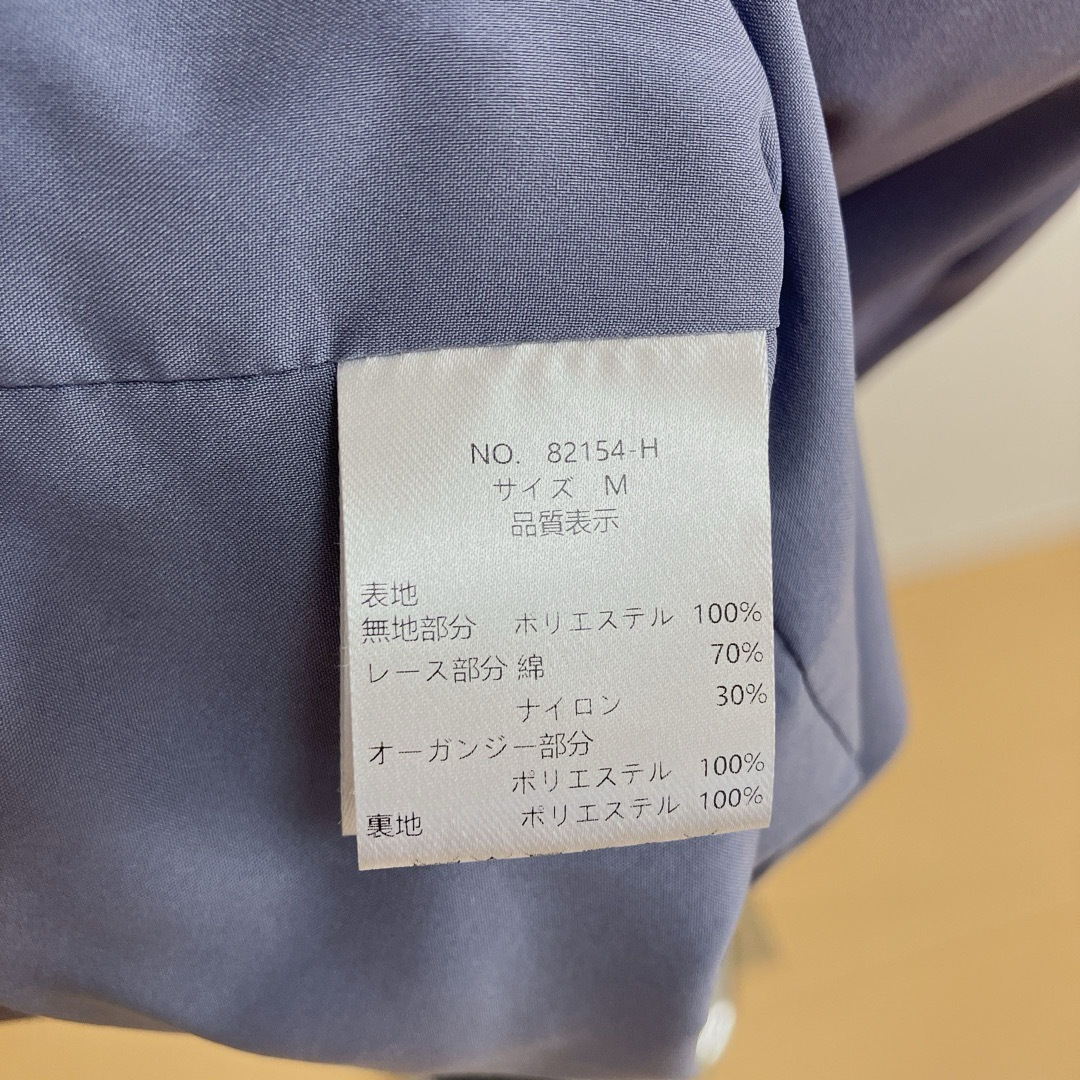 NO. 82154-H
サイズ M
品質表示
表地
無地部分 ポリエステル 100%
レース部分 綿 70%
ナイロン 30%
オーガンジー部分
ポリエステル 100%
裏地 ポリエステル 100%